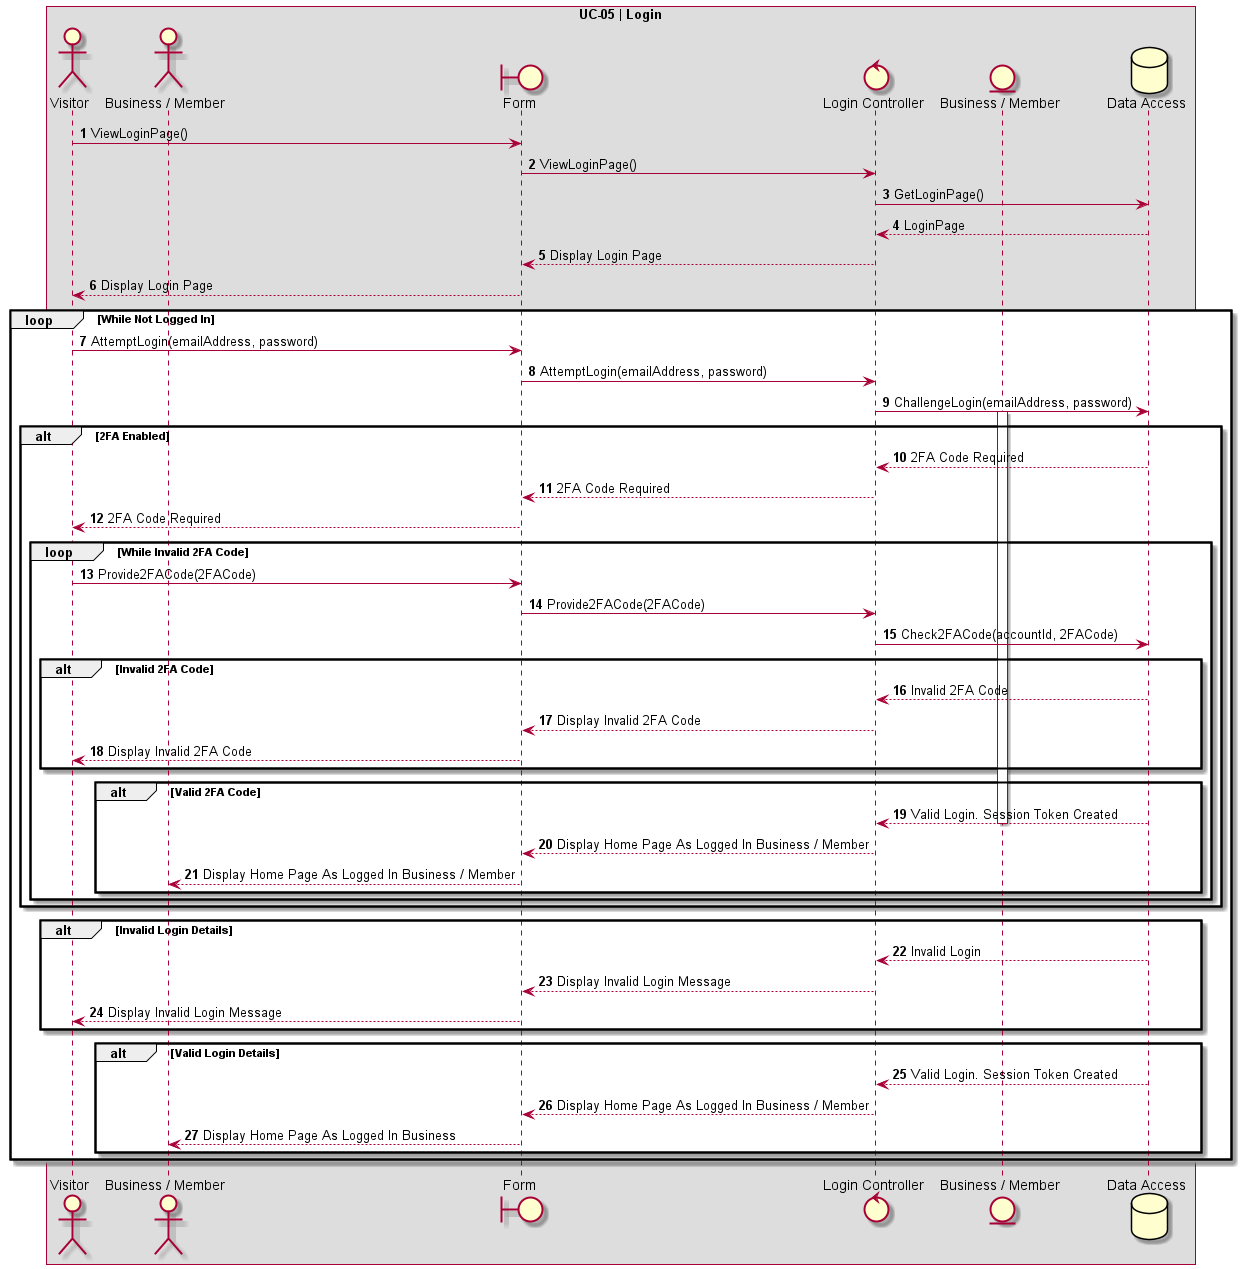 UC-05 | Login
Visitor
Business / Member
Form
Login Controller
Business / Member
Data Access
1 ViewLoginPage()
2 ViewLoginPage()
3 GetLoginPage()
4 LoginPage
5 Display Login Page
6 Display Login Page
loop [While Not Logged In]
7 AttemptLogin(emailAddress, password)
8 AttemptLogin(emailAddress, password)
9 ChallengeLogin(emailAddress, password)
alt [2FA Enabled]
10 2FA Code Required
11 2FA Code Required
12 2FA Code Required
loop [While Invalid 2FA Code]
13 Provide2FACode(2FACode)
14 Provide2FACode(2FACode)
15 Check2FACode(accountId, 2FACode)
alt [Invalid 2FA Code]
16 Invalid 2FA Code
17 Display Invalid 2FA Code
18 Display Invalid 2FA Code
alt [Valid 2FA Code]
19 Valid Login. Session Token Created
20 Display Home Page As Logged In Business / Member
21 Display Home Page As Logged In Business / Member
alt [Invalid Login Details]
22 Invalid Login
23 Display Invalid Login Message
24 Display Invalid Login Message
alt [Valid Login Details]
25 Valid Login. Session Token Created
26 Display Home Page As Logged In Business / Member
27 Display Home Page As Logged In Business
Visitor
Business / Member
Form
Login Controller
Business / Member
Data Access